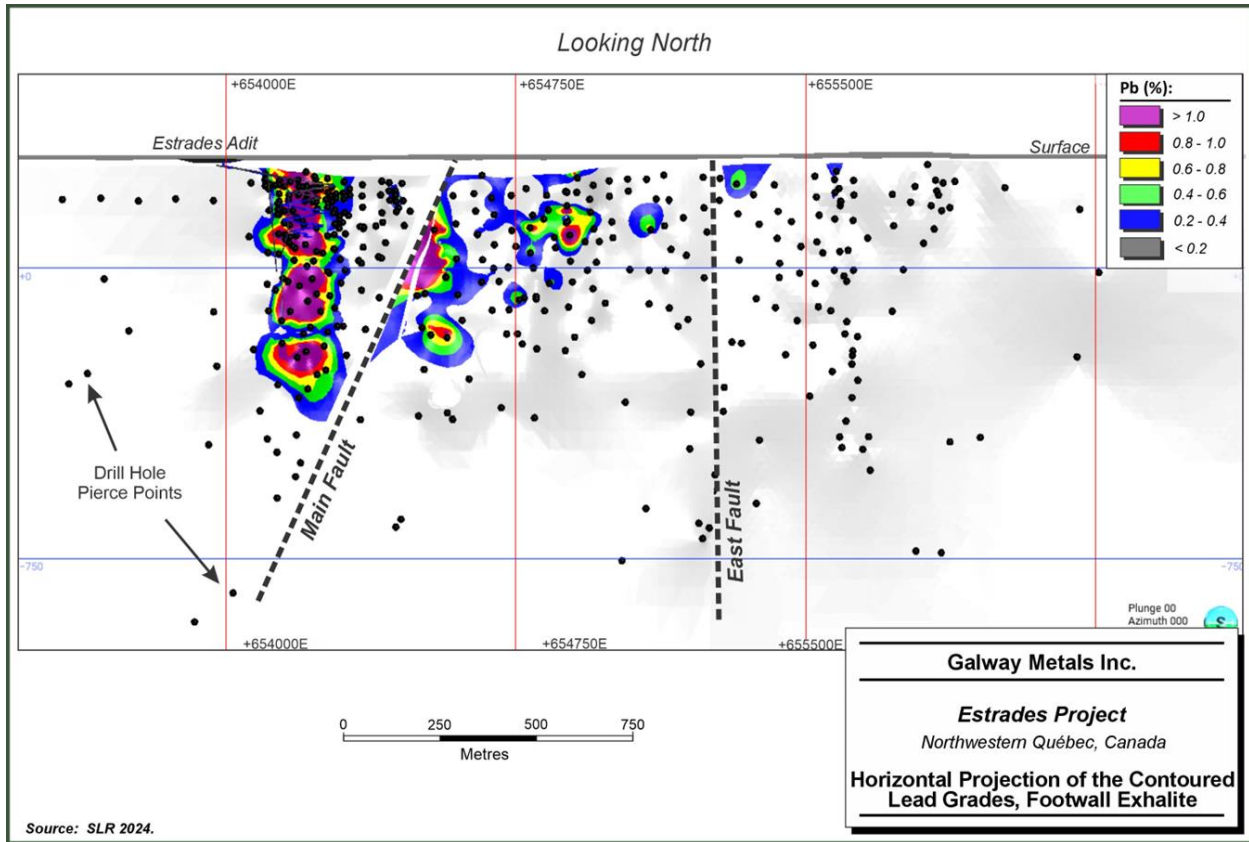 Looking North
+654000E
+654750E
+655500E
Pb (%):
> 1.0
0.8 - 1.0
0.6 - 0.8
0.4 - 0.6
0.2 - 0.4
< 0.2
Estrades Adit
Surface
+0
Drill Hole
Pierce Points
Main Fault
East Fault
-750
-750
Plunge 00
Azimuth 000
S
+654000E
+654750E
+655500E
0 250 500 750
Metres
Galway Metals Inc.
Estrades Project
Northwestern Québec, Canada
Horizontal Projection of the Contoured
Lead Grades, Footwall Exhalite
Source: SLR 2024.